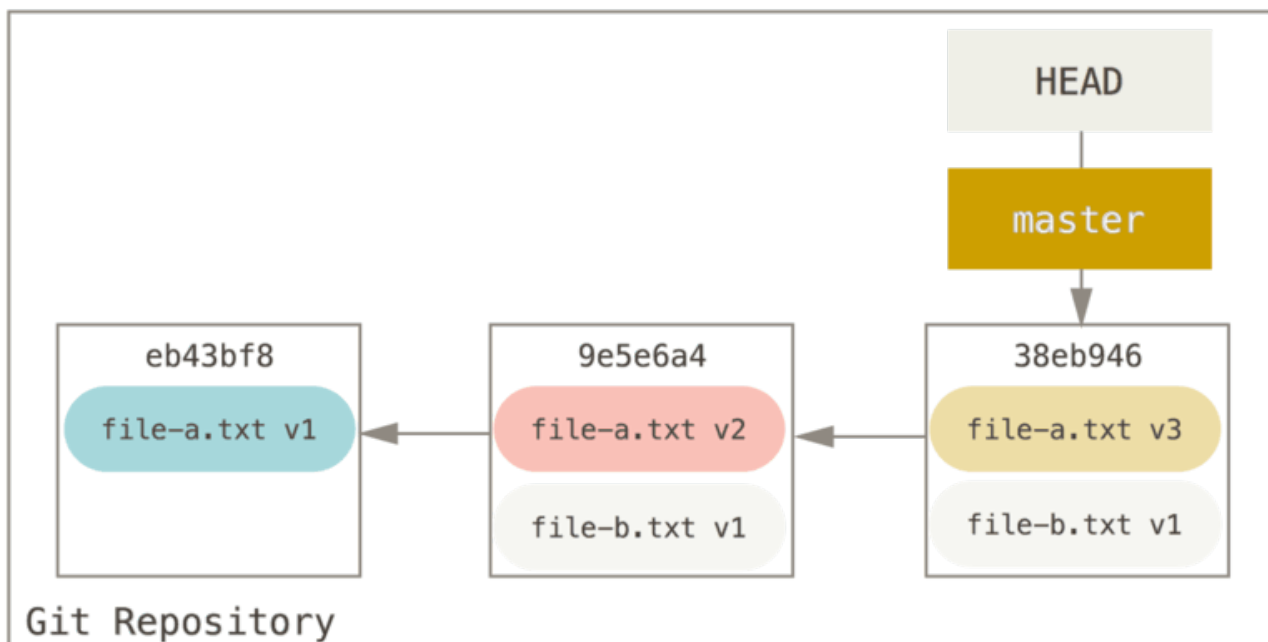 HEAD
master
eb43bf8
9e5e6a4
38eb946
file-a.txt v1
file-a.txt v2
file-a.txt v3
file-b.txt v1
file-b.txt v1
Git Repository